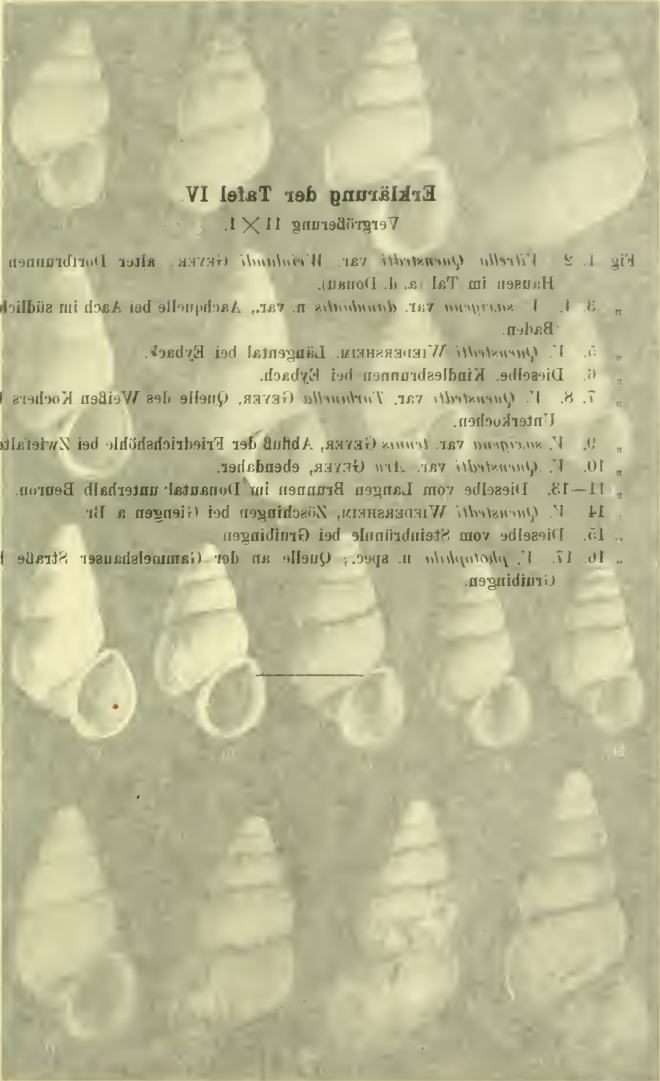 Erklärung der Tafel IV.
Vergrößerung 11 × 1.
Fig. 1. 2. Vitrella Quenstedti var. Weinlandi GEYER, alter Dorfbrunnen
Hausen im Tal (a. d. Donau).
„ 3. 4. V. var. danubialis n. var., Aachquelle bei Aach im südlich
Baden.
„ 5. V. Quenstedti WIEDERSHEIM. Längental bei Eybach.
„ 6. Dieselbe. Kindlesbrunnen bei Eybach.
„ 7. 8. V. Quenstedti var. Turbanella GEYER, Quelle des Weißen Kochers
Unterkochen.
„ 9. V. var. tenuis GEYER, Abfluß der Friedrichshöhle bei Zwiefalte
„ 10. V. Quenstedti var. Ara GEYER, ebendaher.
„ 11—13. Dieselbe vom Langen Brunnen im Donautal unterhalb Beuron.
14. V. Quenstedti WIEDERSHEIM, Zöschingen bei Giengen a Br.
„ 15. Dieselbe vom Steinbrünnle bei Gruibingen
„ 16. 17. V. photophila n. spec.; Quelle an der Gammelshauser Straße
Gruibingen.